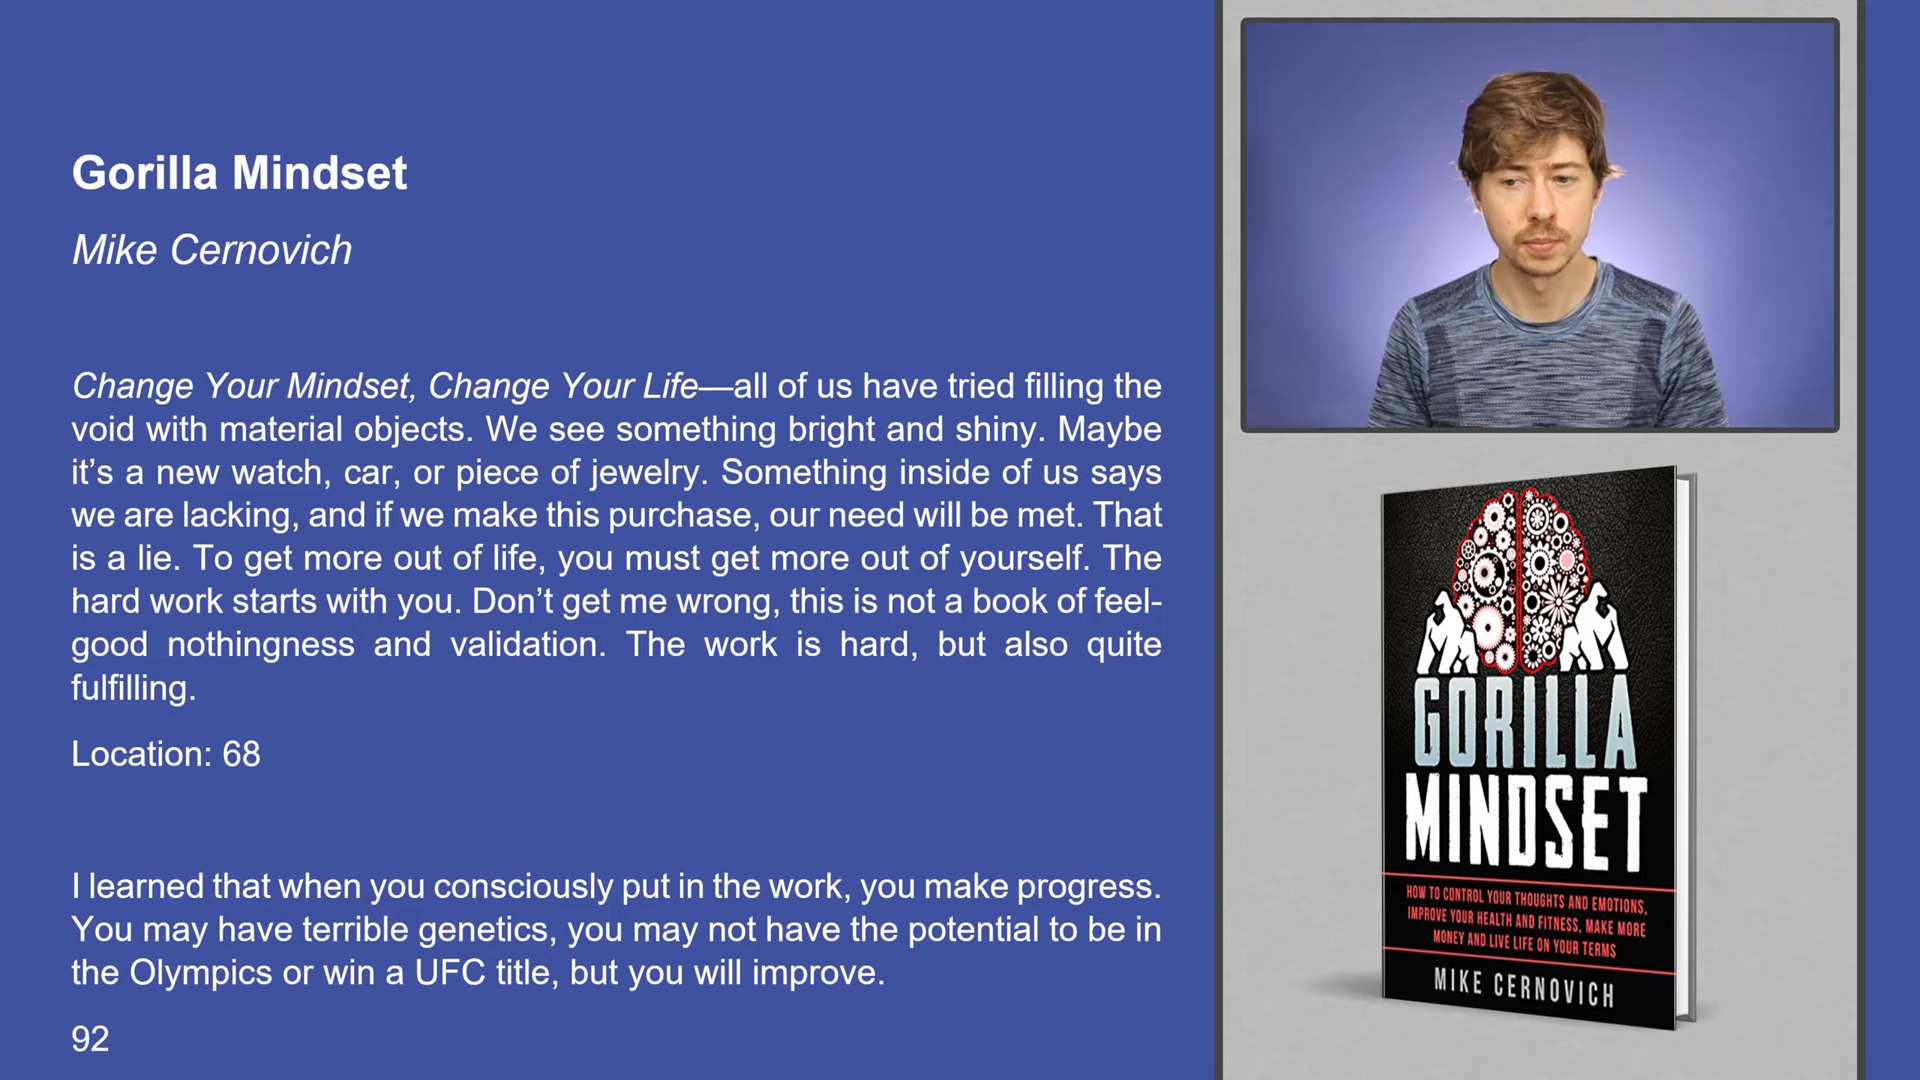 Gorilla Mindset
Mike Cernovich
Change Your Mindset, Change Your Life—all of us have tried filling the
void with material objects. We see something bright and shiny. Maybe
it’s a new watch, car, or piece of jewelry. Something inside of us says
we are lacking, and if we make this purchase, our need will be met. That
is a lie. To get more out of life, you must get more out of yourself. The
hard work starts with you. Don’t get me wrong, this is not a book of feel-
good nothingness and validation. The work is hard, but also quite
fulfilling.
Location: 68
I learned that when you consciously put in the work, you make progress.
You may have terrible genetics, you may not have the potential to be in
the Olympics or win a UFC title, but you will improve.
92
GORILLA
MINDSET
HOW TO CONTROL YOUR THOUGHTS AND EMOTIONS,
IMPROVE YOUR HEALTH AND FITNESS, MAKE MORE
MONEY AND LIVE LIFE ON YOUR TERMS
MIKE CERNOVICH